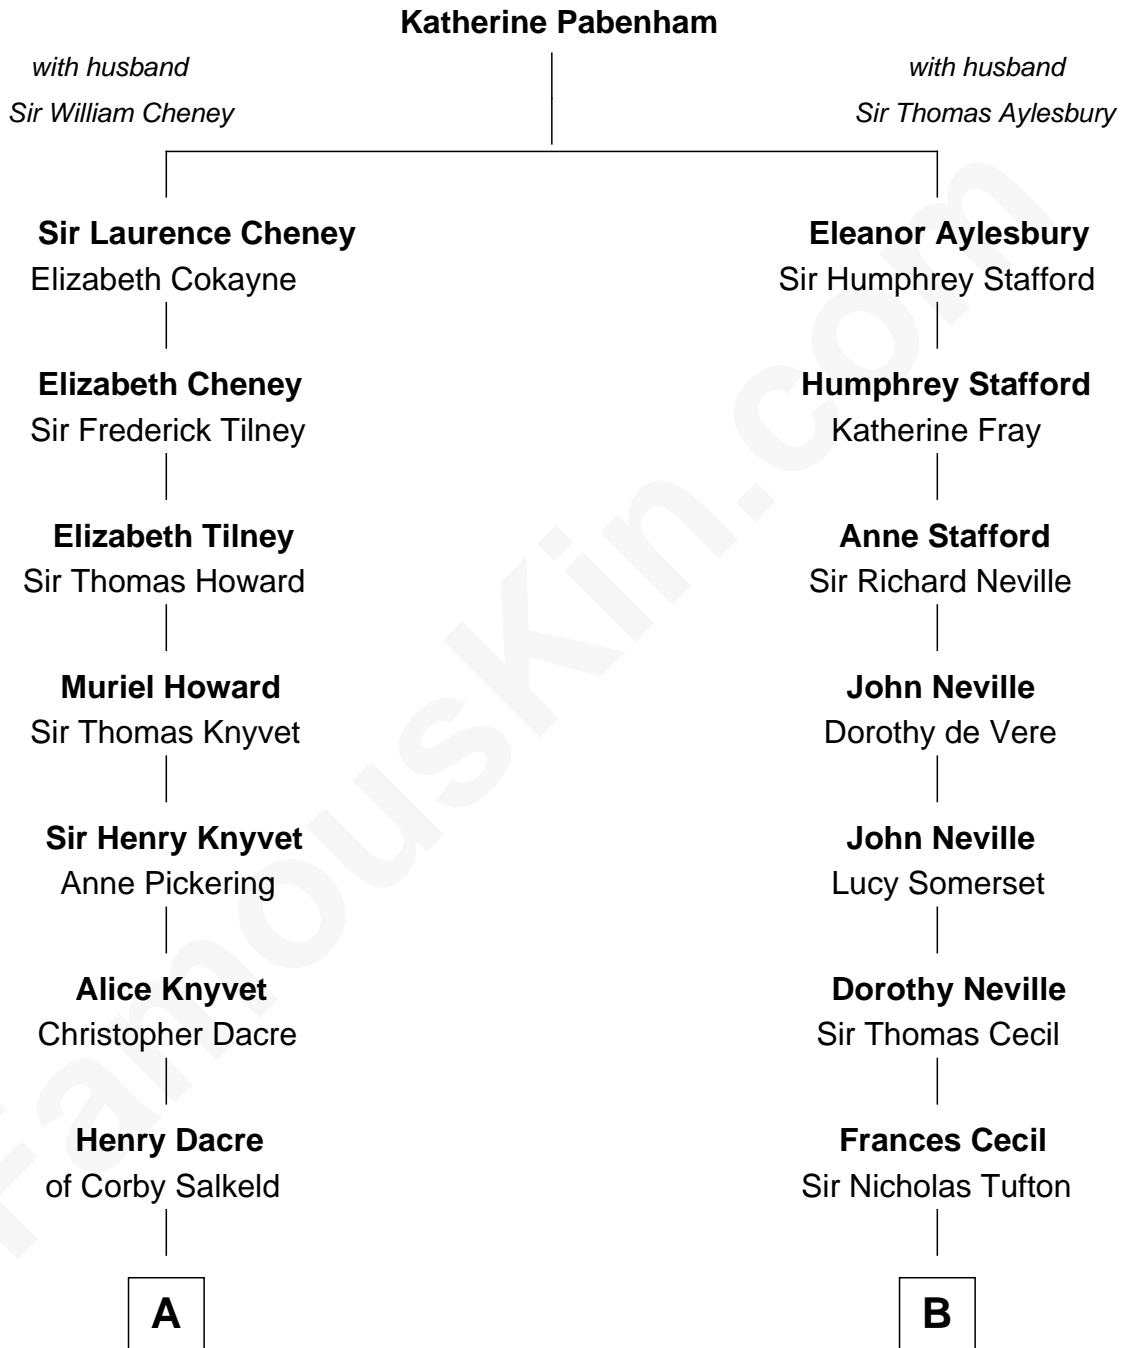 Katherine Pabenham
with husband
Sir William Cheney
with husband
Sir Thomas Aylesbury
Sir Laurence Cheney
Elizabeth Cokayne
Eleanor Aylesbury
Sir Humphrey Stafford
Elizabeth Cheney
Sir Frederick Tilney
Humphrey Stafford
Katherine Fray
Elizabeth Tilney
Sir Thomas Howard
Anne Stafford
Sir Richard Neville
Muriel Howard
Sir Thomas Knyvet
John Neville
Dorothy de Vere
Sir Henry Knyvet
Anne Pickering
John Neville
Lucy Somerset
Alice Knyvet
Christopher Dacre
Dorothy Neville
Sir Thomas Cecil
Henry Dacre
of Corby Salkeld
Frances Cecil
Sir Nicholas Tufton
A
B
FamousKin.com